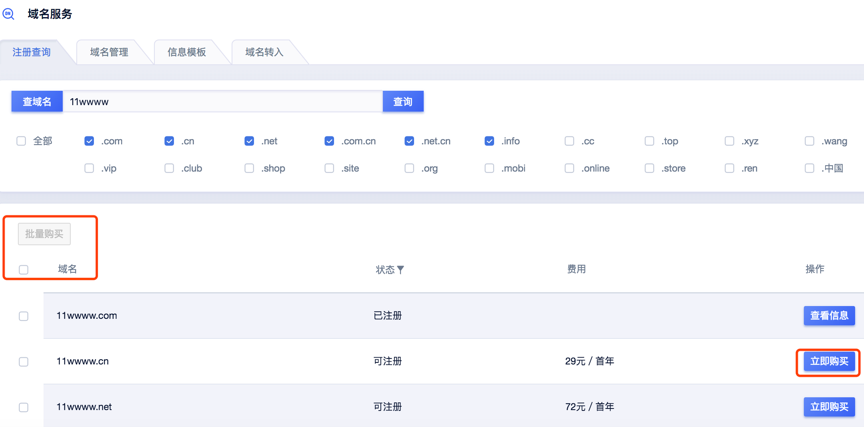 域名服务
注册查询 域名管理 信息模板 域名转入
查域名 11wwww 查询
全部 .com .cn .net .com.cn .net.cn .info .cc .top .xyz .wang
.vip .club .shop .site .org .mobi .online .store .ren .中国
批量购买
域名 状态 费用 操作
11wwww.com 已注册 查看信息
11wwww.cn 可注册 29元 / 首年 立即购买
11wwww.net 可注册 72元 / 首年 立即购买